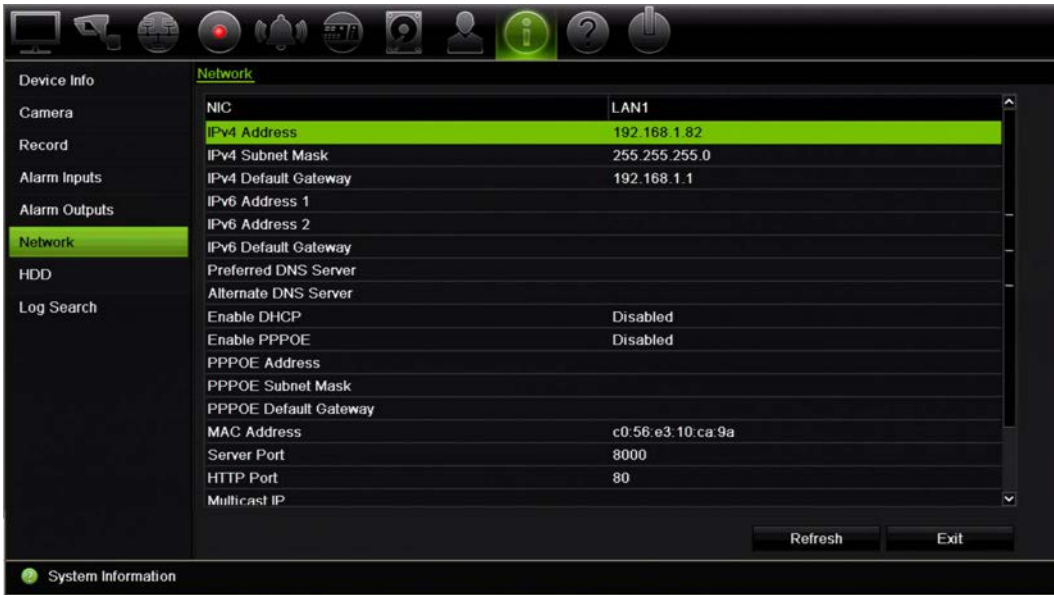 Device Info
Camera
Record
Alarm Inputs
Alarm Outputs
Network
HDD
Log Search
Network
NIC LAN1
IPv4 Address 192.168.1.82
IPv4 Subnet Mask 255.255.255.0
IPv4 Default Gateway 192.168.1.1
IPv6 Address 1
IPv6 Address 2
IPv6 Default Gateway
Preferred DNS Server
Alternate DNS Server
Enable DHCP Disabled
Enable PPPOE Disabled
PPPOE Address
PPPOE Subnet Mask
PPPOE Default Gateway
MAC Address c0:56:e3:10:ca:9a
Server Port 8000
HTTP Port 80
Multicast IP
Refresh Exit
System Information